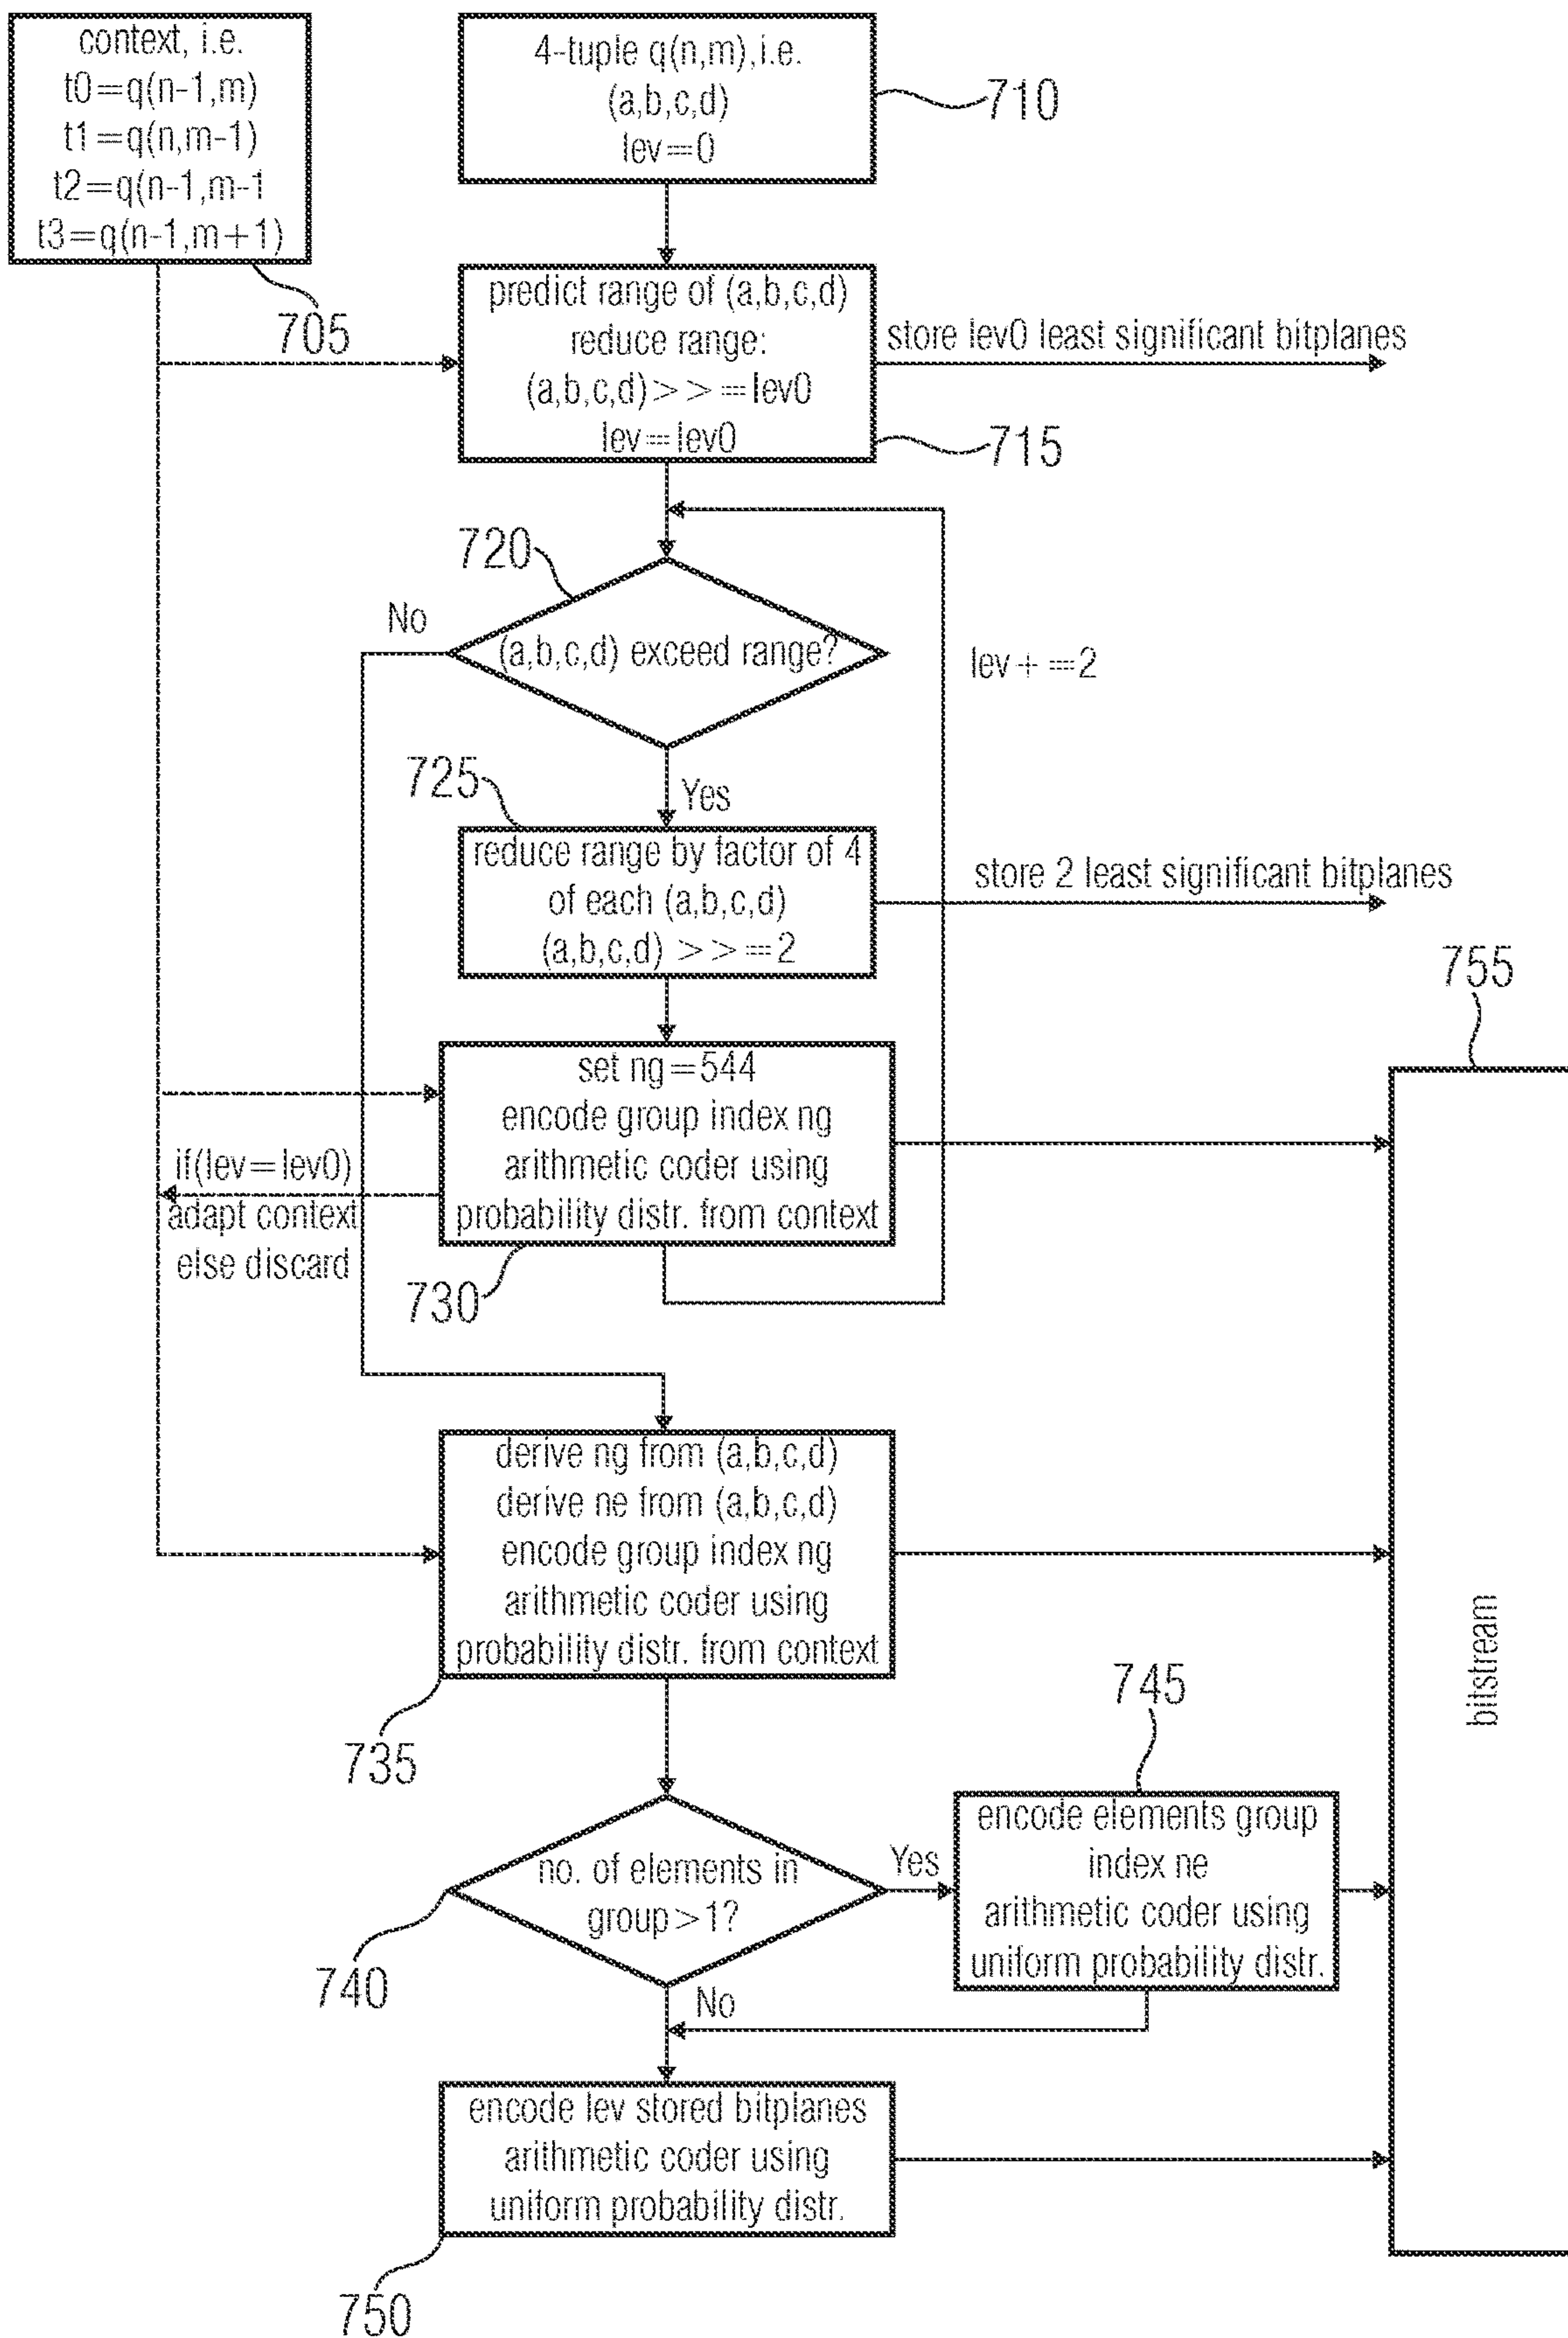 context, i.e.
t0=q(n-1,m)
t1=q(n,m-1)
t2=q(n-1,m-1
t3=q(n-1,m+1)
705
4-tuple q(n,m),i.e.
(a,b,c,d)
lev=0
710
predict range of (a,b,c,d)
reduce range:
(a,b,c,d)>>=lev0
lev=lev0
715
store lev0 least significant bitplanes
720
(a,b,c,d) exceed range?
No
Yes
lev+=2
725
reduce range by factor of 4
of each (a,b,c,d)
(a,b,c,d) >>=2
store 2 least significant bitplanes
755
set ng=544
encode group index ng
arithmetic coder using
probability distr. from context
730
if(lev=lev0)
adapt context
else discard
derive ng from (a,b,c,d)
derive ne from (a,b,c,d)
encode group index ng
arithmetic coder using
probability distr. from context
735
bitstream
745
no. of elements in
group>1?
740
Yes
No
encode elements group
index ne
arithmetic coder using
uniform probability distr.
encode lev stored bitplanes
arithmetic coder using
uniform probability distr.
750